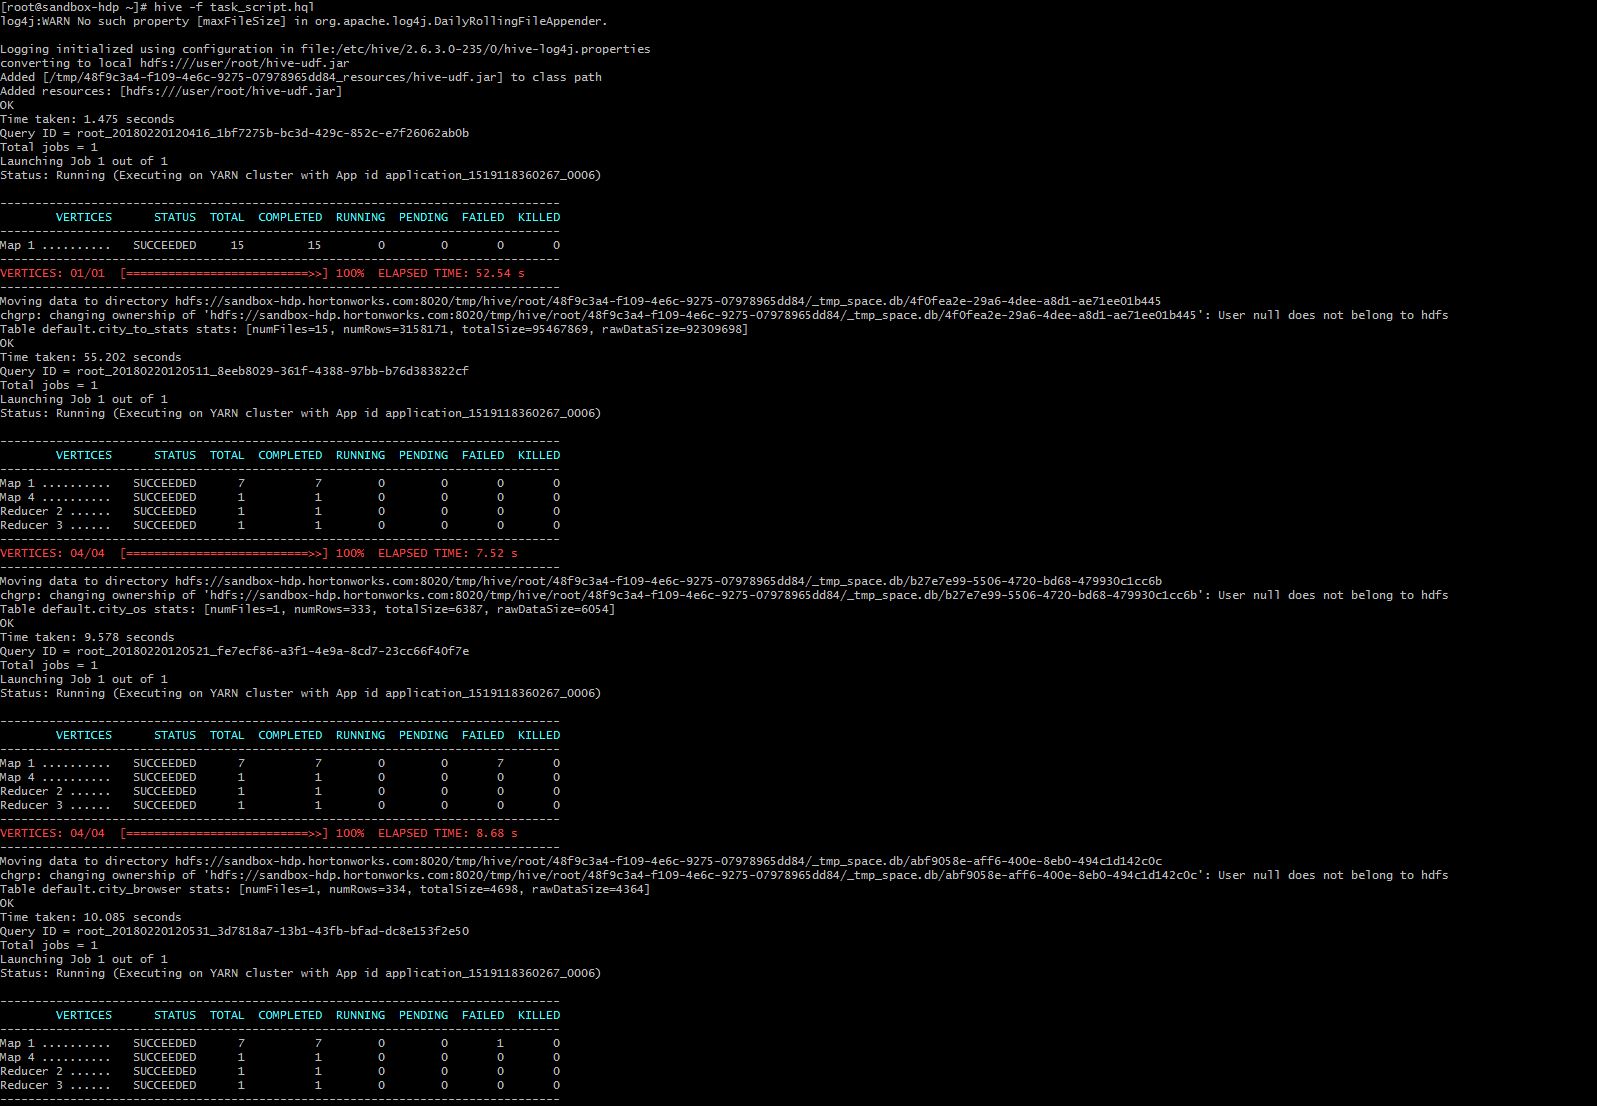 [root@sandbox-hdp ~]# hive -f task_script.hql
log4j:WARN No such property [maxFileSize] in org.apache.log4j.DailyRollingFileAppender.

Logging initialized using configuration in file:/etc/hive/2.6.3.0-235/0/hive-log4j.properties
converting to local hdfs:///user/root/hive-udf.jar
Added [/tmp/48f9c3a4-f109-4e6c-9275-07978965dd84_resources/hive-udf.jar] to class path
Added resources: [hdfs:///user/root/hive-udf.jar]
OK
Time taken: 1.475 seconds
Query ID = root_20180220120416_1bf7275b-bc3d-429c-852c-e7f26062ab0b
Total jobs = 1
Launching Job 1 out of 1
Status: Running (Executing on YARN cluster with App id application_1519118360267_0006)

--------------------------------------------------------------------------------
        VERTICES      STATUS  TOTAL  COMPLETED  RUNNING  PENDING  FAILED  KILLED
--------------------------------------------------------------------------------
Map 1 ..........   SUCCEEDED     15         15        0        0       0       0
--------------------------------------------------------------------------------
VERTICES: 01/01  [==========================>>] 100%  ELAPSED TIME: 52.54 s
--------------------------------------------------------------------------------
Moving data to directory hdfs://sandbox-hdp.hortonworks.com:8020/tmp/hive/root/48f9c3a4-f109-4e6c-9275-07978965dd84/_tmp_space.db/4f0fea2e-29a6-4dee-a8d1-ae71ee01b445
chgrp: changing ownership of 'hdfs://sandbox-hdp.hortonworks.com:8020/tmp/hive/root/48f9c3a4-f109-4e6c-9275-07978965dd84/_tmp_space.db/4f0fea2e-29a6-4dee-a8d1-ae71ee01b445': User null does not belong to hdfs
Table default.city_to_stats stats: [numFiles=15, numRows=3158171, totalSize=95467869, rawDataSize=92309698]
OK
Time taken: 55.202 seconds
Query ID = root_20180220120511_8eeb8029-361f-4388-97bb-b76d383822cf
Total jobs = 1
Launching Job 1 out of 1
Status: Running (Executing on YARN cluster with App id application_1519118360267_0006)

--------------------------------------------------------------------------------
        VERTICES      STATUS  TOTAL  COMPLETED  RUNNING  PENDING  FAILED  KILLED
--------------------------------------------------------------------------------
Map 1 ..........   SUCCEEDED      7          7        0        0       0       0
Map 4 ..........   SUCCEEDED      1          1        0        0       0       0
Reducer 2 ......   SUCCEEDED      1          1        0        0       0       0
Reducer 3 ......   SUCCEEDED      1          1        0        0       0       0
--------------------------------------------------------------------------------
VERTICES: 04/04  [==========================>>] 100%  ELAPSED TIME: 7.52 s
--------------------------------------------------------------------------------
Moving data to directory hdfs://sandbox-hdp.hortonworks.com:8020/tmp/hive/root/48f9c3a4-f109-4e6c-9275-07978965dd84/_tmp_space.db/b27e7e99-5506-4720-bd68-479930c1cc6b
chgrp: changing ownership of 'hdfs://sandbox-hdp.hortonworks.com:8020/tmp/hive/root/48f9c3a4-f109-4e6c-9275-07978965dd84/_tmp_space.db/b27e7e99-5506-4720-bd68-479930c1cc6b': User null does not belong to hdfs
Table default.city_os stats: [numFiles=1, numRows=333, totalSize=6387, rawDataSize=6054]
OK
Time taken: 9.578 seconds
Query ID = root_20180220120521_fe7ecf86-a3f1-4e9a-8cd7-23cc66f40f7e
Total jobs = 1
Launching Job 1 out of 1
Status: Running (Executing on YARN cluster with App id application_1519118360267_0006)

--------------------------------------------------------------------------------
        VERTICES      STATUS  TOTAL  COMPLETED  RUNNING  PENDING  FAILED  KILLED
--------------------------------------------------------------------------------
Map 1 ..........   SUCCEEDED      7          7        0        0       7       0
Map 4 ..........   SUCCEEDED      1          1        0        0       0       0
Reducer 2 ......   SUCCEEDED      1          1        0        0       0       0
Reducer 3 ......   SUCCEEDED      1          1        0        0       0       0
--------------------------------------------------------------------------------
VERTICES: 04/04  [==========================>>] 100%  ELAPSED TIME: 8.68 s
--------------------------------------------------------------------------------
Moving data to directory hdfs://sandbox-hdp.hortonworks.com:8020/tmp/hive/root/48f9c3a4-f109-4e6c-9275-07978965dd84/_tmp_space.db/abf9058e-aff6-400e-8eb0-494c1d142c0c
chgrp: changing ownership of 'hdfs://sandbox-hdp.hortonworks.com:8020/tmp/hive/root/48f9c3a4-f109-4e6c-9275-07978965dd84/_tmp_space.db/abf9058e-aff6-400e-8eb0-494c1d142c0c': User null does not belong to hdfs
Table default.city_browser stats: [numFiles=1, numRows=334, totalSize=4698, rawDataSize=4364]
OK
Time taken: 10.085 seconds
Query ID = root_20180220120531_3d7818a7-13b1-43fb-bfad-dc8e153f2e50
Total jobs = 1
Launching Job 1 out of 1
Status: Running (Executing on YARN cluster with App id application_1519118360267_0006)

--------------------------------------------------------------------------------
        VERTICES      STATUS  TOTAL  COMPLETED  RUNNING  PENDING  FAILED  KILLED
--------------------------------------------------------------------------------
Map 1 ..........   SUCCEEDED      7          7        0        0       1       0
Map 4 ..........   SUCCEEDED      1          1        0        0       0       0
Reducer 2 ......   SUCCEEDED      1          1        0        0       0       0
Reducer 3 ......   SUCCEEDED      1          1        0        0       0       0
--------------------------------------------------------------------------------